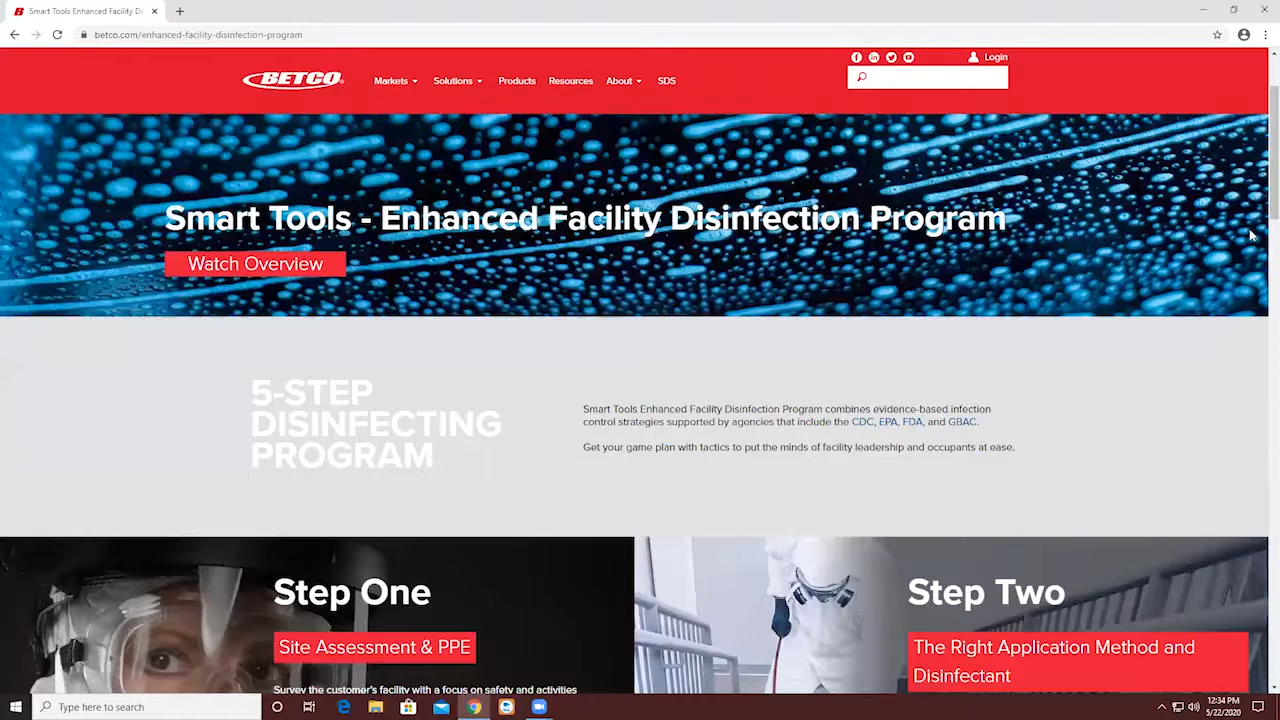 Smart Tools Enhanced Facility Di
betco.com/enhanced-facility-disinfection-program
BETCO
Markets
Solutions
Products
Resources
About
SDS
Login
Smart Tools - Enhanced Facility Disinfection Program
Watch Overview
5-STEP
DISINFECTING
PROGRAM
Smart Tools Enhanced Facility Disinfection Program combines evidence-based infection
control strategies supported by agencies that include the CDC, EPA, FDA, and GBAC.
Get your game plan with tactics to put the minds of facility leadership and occupants at ease.
Step One
Site Assessment & PPE
Survey the customer's facility with a focus on safety and activities
Step Two
The Right Application Method and
Disinfectant
Type here to search
12:34 PM
5/22/2020